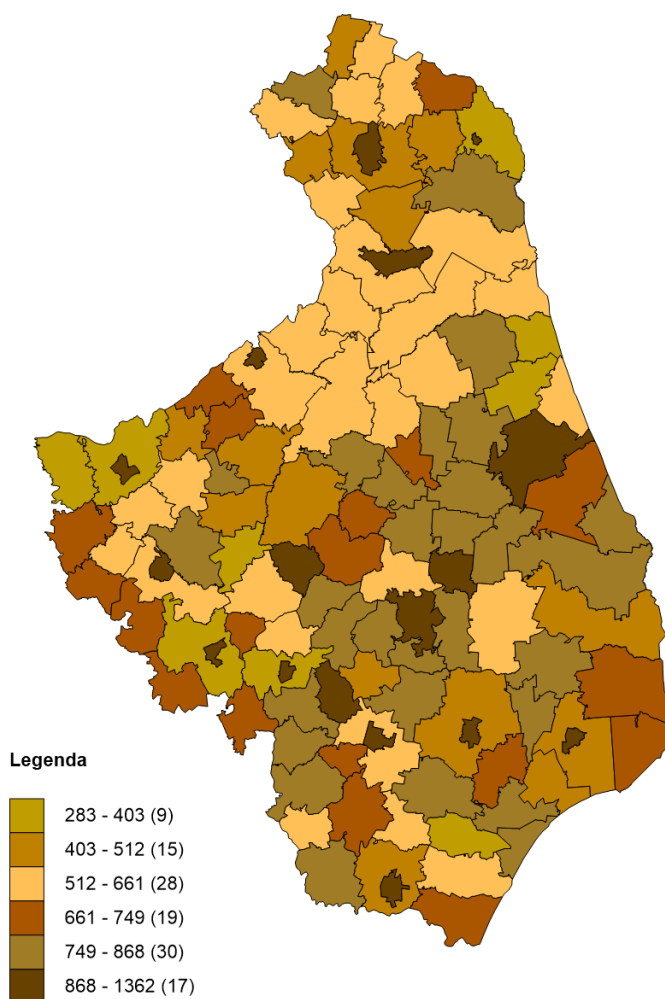 Legenda
283 - 403 (9)
403 - 512 (15)
512 - 661 (28)
661 - 749 (19)
749 - 868 (30)
868 - 1362 (17)